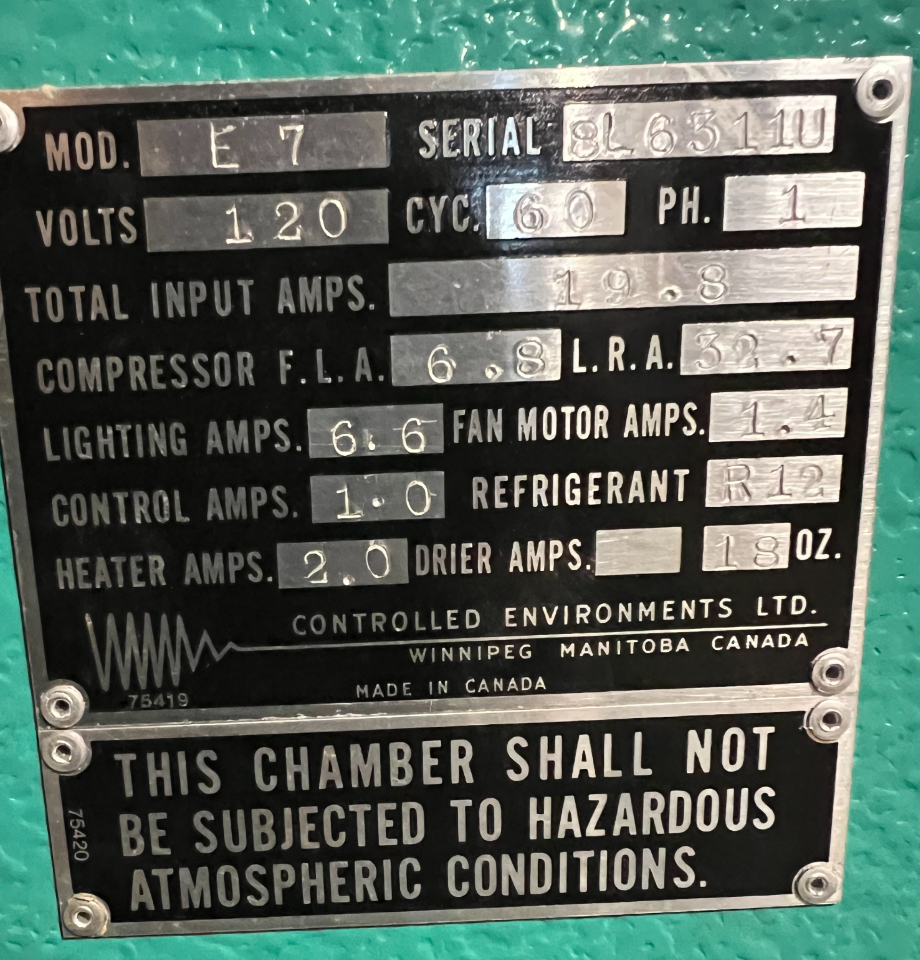 MOD. E 7 SERIAL 8L6311U
VOLTS 120 CYC. 60 PH. 1
TOTAL INPUT AMPS. 19.8
COMPRESSOR F.L.A. 6.8 L.R.A. 32.7
LIGHTING AMPS. 6.6 FAN MOTOR AMPS. 1.4
CONTROL AMPS. 1.0 REFRIGERANT R12
HEATER AMPS. 2.0 DRIER AMPS. 18 OZ.
CONTROLLED ENVIRONMENTS LTD.
WINNIPEG MANITOBA CANADA
MADE IN CANADA
75419
THIS CHAMBER SHALL NOT
BE SUBJECTED TO HAZARDOUS
ATMOSPHERIC CONDITIONS.
75420